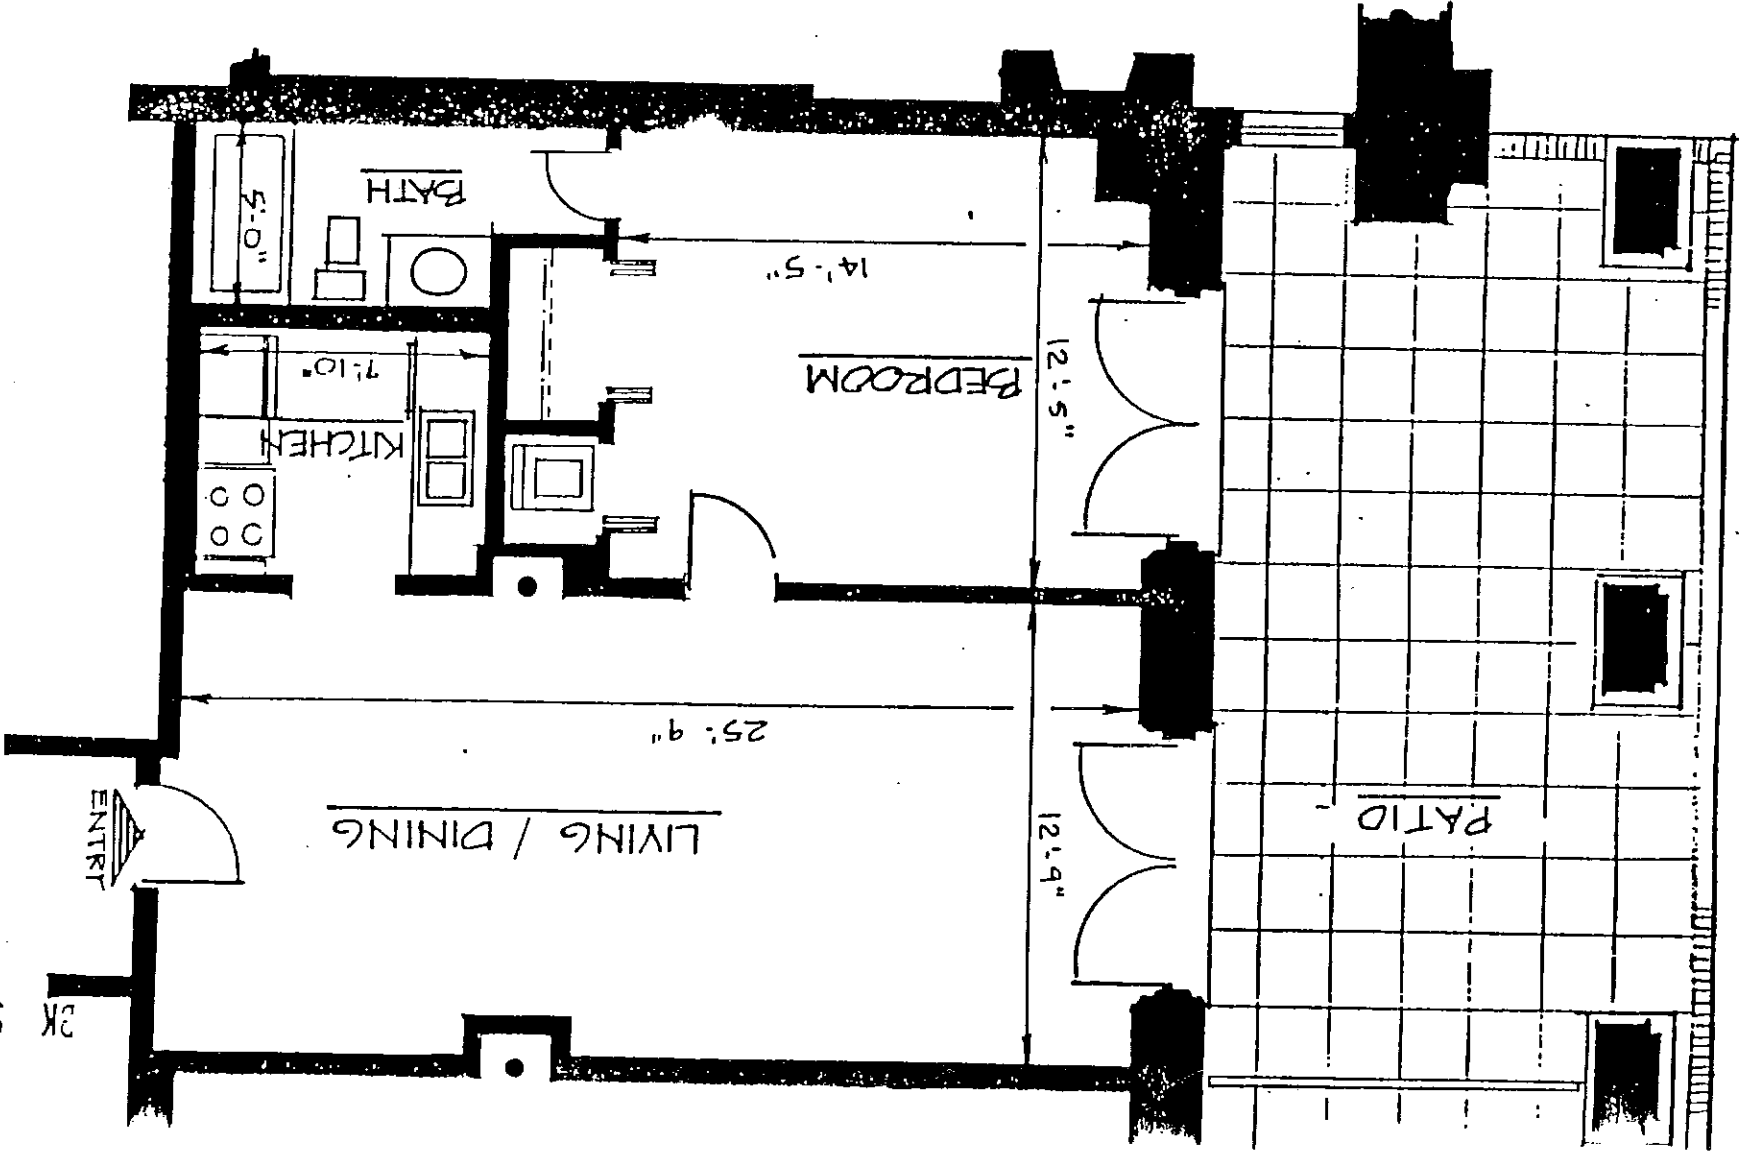 BATH
5'-0"
14'-5"
7'-10"
BEDROOM
12'-5"
KITCHEN
25'-9"
PATIO
LIVING / DINING
ENTRY
12'-9"